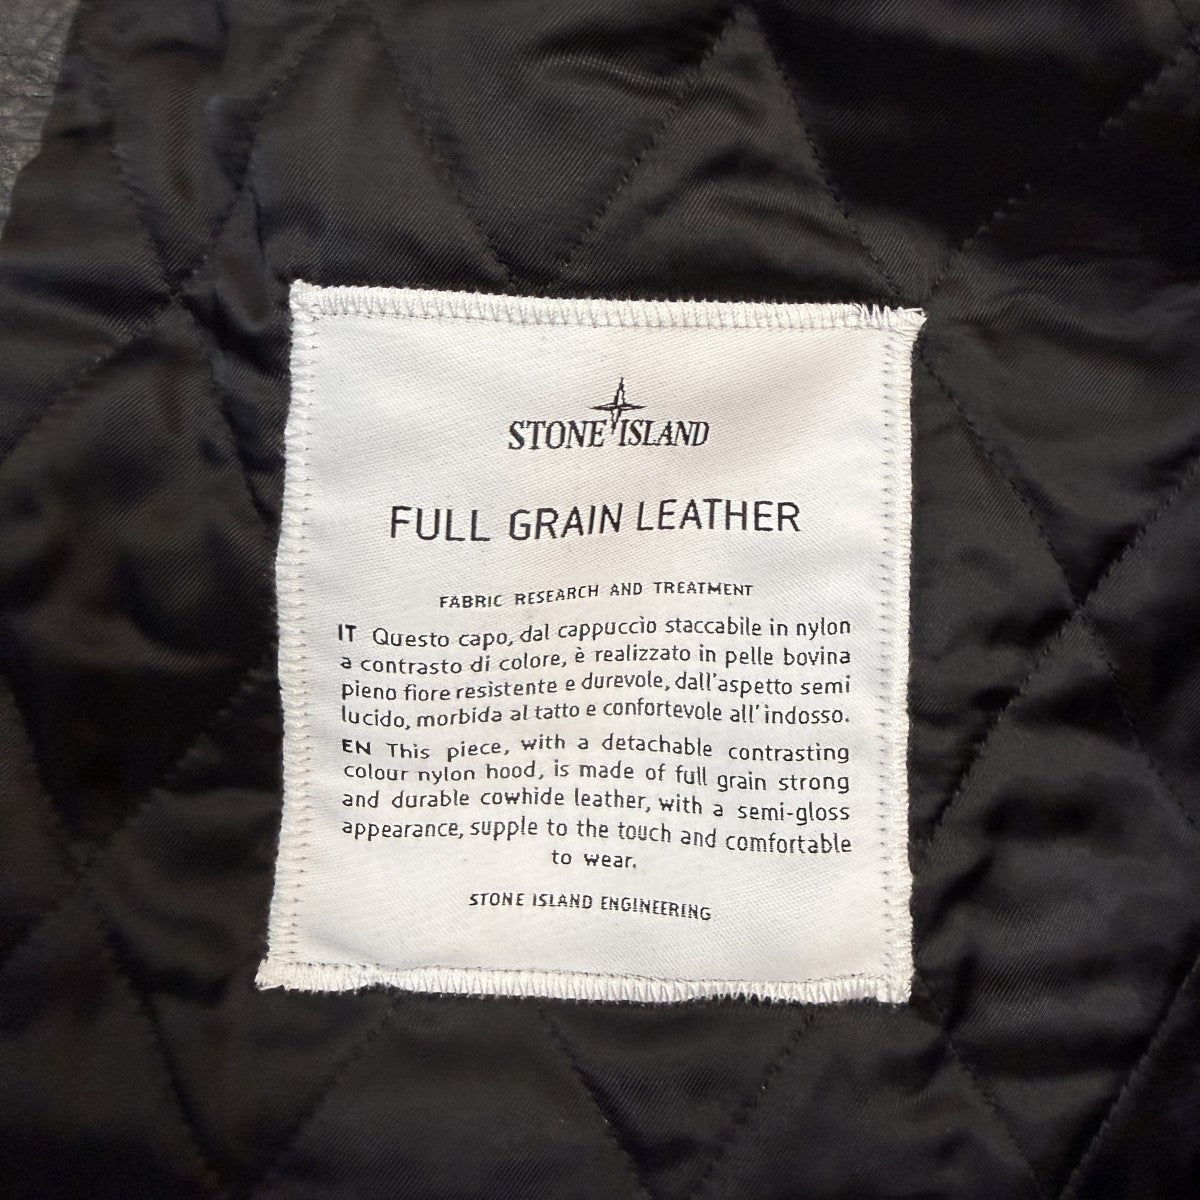 STONE ISLAND
FULL GRAIN LEATHER
FABRIC RESEARCH AND TREATMENT
IT Questo capo, dal cappuccio staccabile in nylon
a contrasto di colore, è realizzato in pelle bovina
pieno fiore resistente e durevole, dall'aspetto semi
lucido, morbida al tatto e confortevole all'indosso.
EN This piece, with a detachable contrasting
colour nylon hood, is made of full grain strong
and durable cowhide leather, with a semi-gloss
appearance, supple to the touch and comfortable
to wear.
STONE ISLAND ENGINEERING